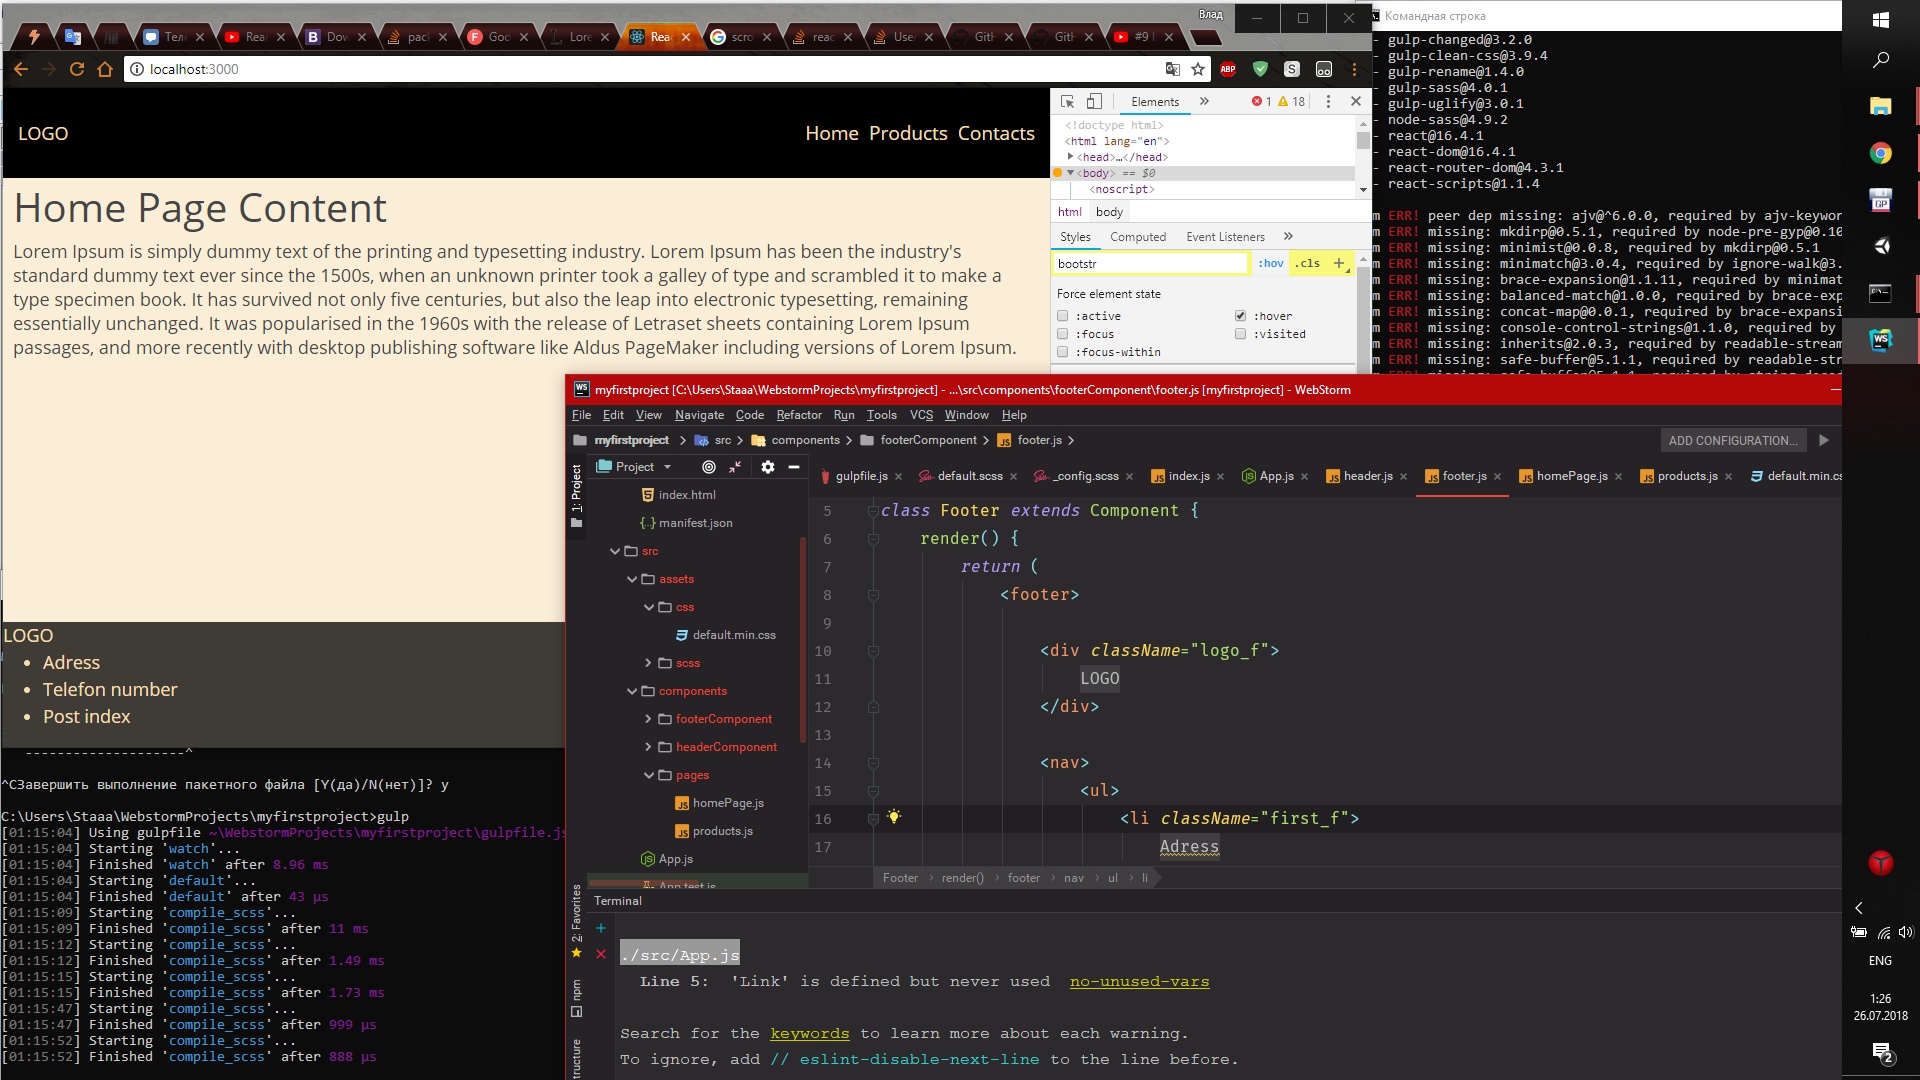 Влад
Теле
Reac
Dow
pack
Goo
Lore
Reac
scro
reac
User
GitH
GitH
#9 I
localhost:3000
LOGO
Home Products Contacts
Home Page Content
Lorem Ipsum is simply dummy text of the printing and typesetting industry. Lorem Ipsum has been the industry's
standard dummy text ever since the 1500s, when an unknown printer took a galley of type and scrambled it to make a
type specimen book. It has survived not only five centuries, but also the leap into electronic typesetting, remaining
essentially unchanged. It was popularised in the 1960s with the release of Letraset sheets containing Lorem Ipsum
passages, and more recently with desktop publishing software like Aldus PageMaker including versions of Lorem Ipsum.
LOGO
Adress
Telefon number
Post index
Elements » 1 18
<!doctype html>
<html lang="en">
<head>…</head>
<body> == $0
<noscript>
html body
Styles Computed Event Listeners »
bootstr :hov .cls +
Force element state
:active :hover
:focus :visited
:focus-within
Командная строка
- gulp-changed@3.2.0
- gulp-clean-css@3.9.4
- gulp-rename@1.4.0
- gulp-sass@4.0.1
- gulp-uglify@3.0.1
- node-sass@4.9.2
- react@16.4.1
- react-dom@16.4.1
- react-router-dom@4.3.1
- react-scripts@1.1.4
m ERR! peer dep missing: ajv@^6.0.0, required by ajv-keywor
m ERR! missing: mkdirp@0.5.1, required by node-pre-gyp@0.10
m ERR! missing: minimist@0.0.8, required by mkdirp@0.5.1
m ERR! missing: minimatch@3.0.4, required by ignore-walk@3.
m ERR! missing: brace-expansion@1.1.11, required by minimat
m ERR! missing: balanced-match@1.0.0, required by brace-exp
m ERR! missing: concat-map@0.0.1, required by brace-expansi
m ERR! missing: console-control-strings@1.1.0, required by
m ERR! missing: inherits@2.0.3, required by readable-stream
m ERR! missing: safe-buffer@5.1.1, required by readable-str
myfirstproject [C:\Users\Staaa\WebstormProjects\myfirstproject] - ...\src\components\footerComponent\footer.js [myfirstproject] - WebStorm
File Edit View Navigate Code Refactor Run Tools VCS Window Help
myfirstproject src components footerComponent footer.js
ADD CONFIGURATION...
1: Project
Project
gulpfile.js default.scss _config.scss index.js App.js header.js footer.js homePage.js products.js default.min.cs
index.html
manifest.json
src
assets
css
default.min.css
scss
components
footerComponent
headerComponent
pages
homePage.js
products.js
App.js
App.test.js
5 class Footer extends Component {
6 render() {
7 return (
8 <footer>
9
10 <div className="logo_f">
11 LOGO
12 </div>
13
14 <nav>
15 <ul>
16 <li className="first_f">
17 Adress
Footer render() footer nav ul li
Terminal
2: Favorites
npm
ructure
./src/App.js
Line 5: 'Link' is defined but never used no-unused-vars
Search for the keywords to learn more about each warning.
To ignore, add // eslint-disable-next-line to the line before.
--------------------^
^CЗавершить выполнение пакетного файла [Y(да)/N(нет)]? y
C:\Users\Staaa\WebstormProjects\myfirstproject>gulp
[01:15:04] Using gulpfile ~\WebstormProjects\myfirstproject\gulpfile.js
[01:15:04] Starting 'watch'...
[01:15:04] Finished 'watch' after 8.96 ms
[01:15:04] Starting 'default'...
[01:15:04] Finished 'default' after 43 μs
[01:15:09] Starting 'compile_scss'...
[01:15:09] Finished 'compile_scss' after 11 ms
[01:15:12] Starting 'compile_scss'...
[01:15:12] Finished 'compile_scss' after 1.49 ms
[01:15:15] Starting 'compile_scss'...
[01:15:15] Finished 'compile_scss' after 1.73 ms
[01:15:47] Starting 'compile_scss'...
[01:15:47] Finished 'compile_scss' after 999 μs
[01:15:52] Starting 'compile_scss'...
[01:15:52] Finished 'compile_scss' after 888 μs
ENG
1:26
26.07.2018
2